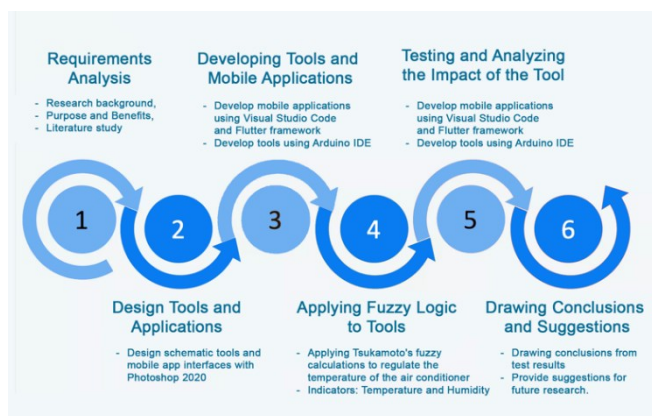 Requirements
Analysis
- Research background,
- Purpose and Benefits,
- Literature study
Developing Tools and
Mobile Applications
- Develop mobile applications
using Visual Studio Code
and Flutter framework
- Develop tools using Arduino IDE
Testing and Analyzing
the Impact of the Tool
- Develop mobile applications
using Visual Studio Code
and Flutter framework
- Develop tools using Arduino IDE
1
2
3
4
5
6
Design Tools and
Applications
- Design schematic tools and
mobile app interfaces with
Photoshop 2020
Applying Fuzzy Logic
to Tools
- Applying Tsukamoto's fuzzy
calculations to regulate the
temperature of the air conditioner
- Indicators: Temperature and Humidity
Drawing Conclusions
and Suggestions
- Drawing conclusions from
test results
- Provide suggestions for
future research.